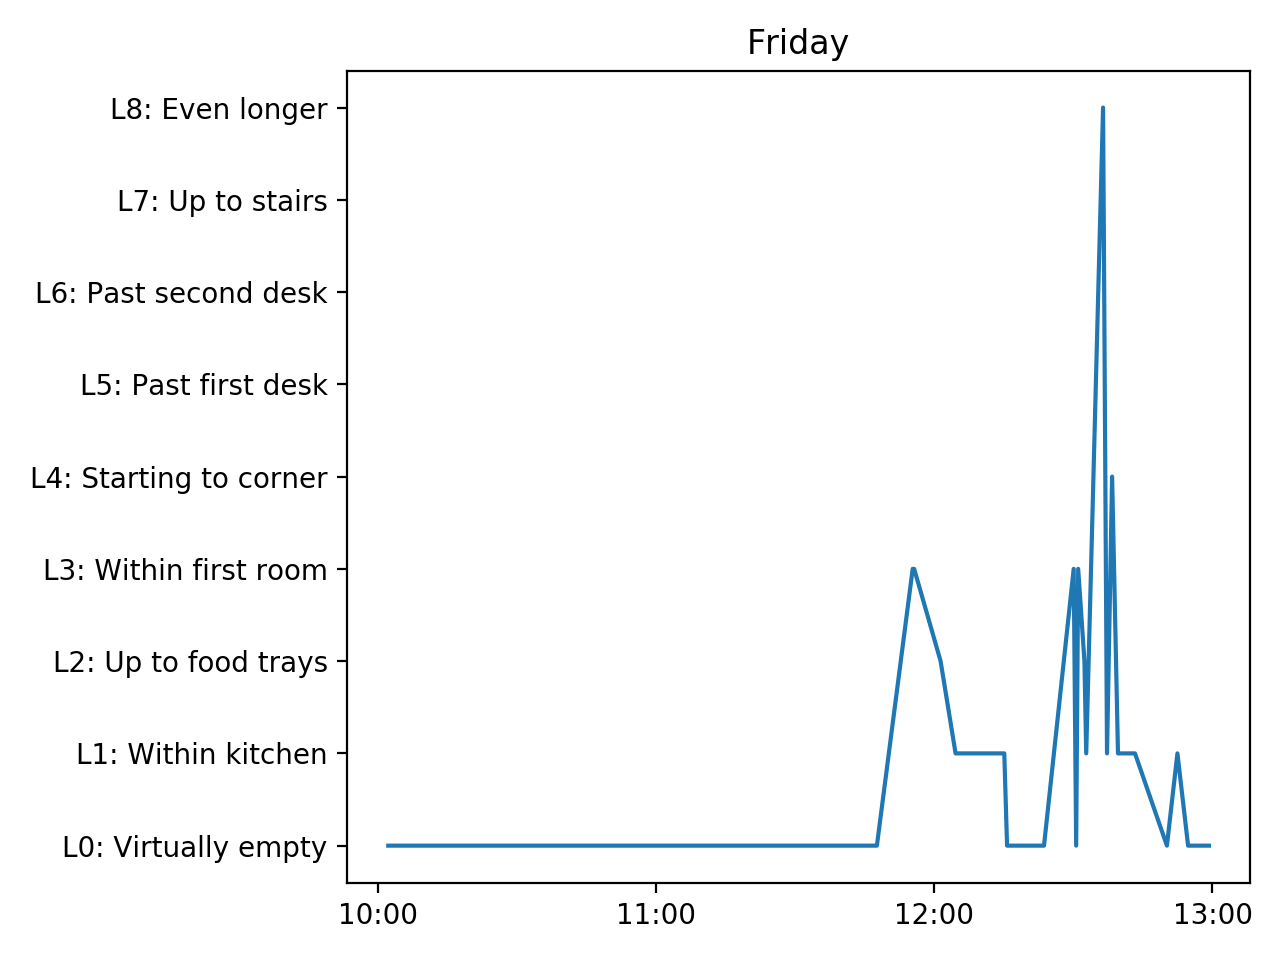 Friday
L8: Even longer
L7: Up to stairs
L6: Past second desk
L5: Past first desk
L4: Starting to corner
L3: Within first room
L2: Up to food trays
L1: Within kitchen
L0: Virtually empty
10:00 11:00 12:00 13:00